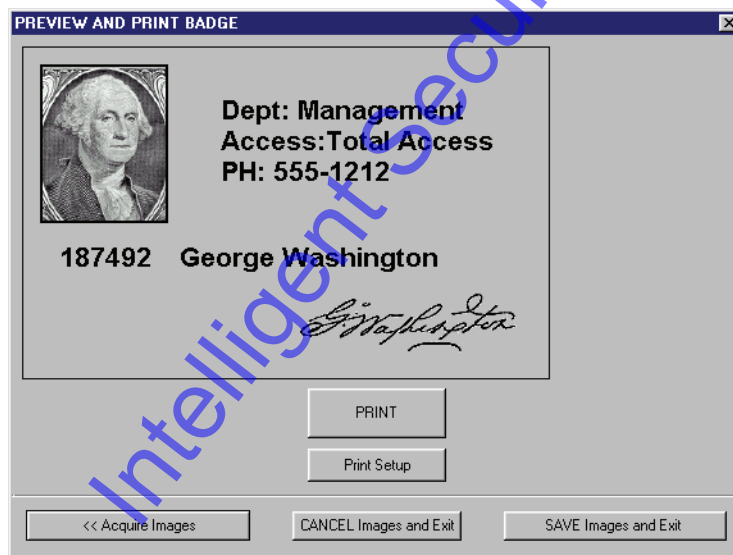 PREVIEW AND PRINT BADGE
Dept: Management
Access:Total Access
PH: 555-1212
187492 George Washington
G. Washington
PRINT
Print Setup
<< Acquire Images
CANCEL Images and Exit
SAVE Images and Exit
Intelligent